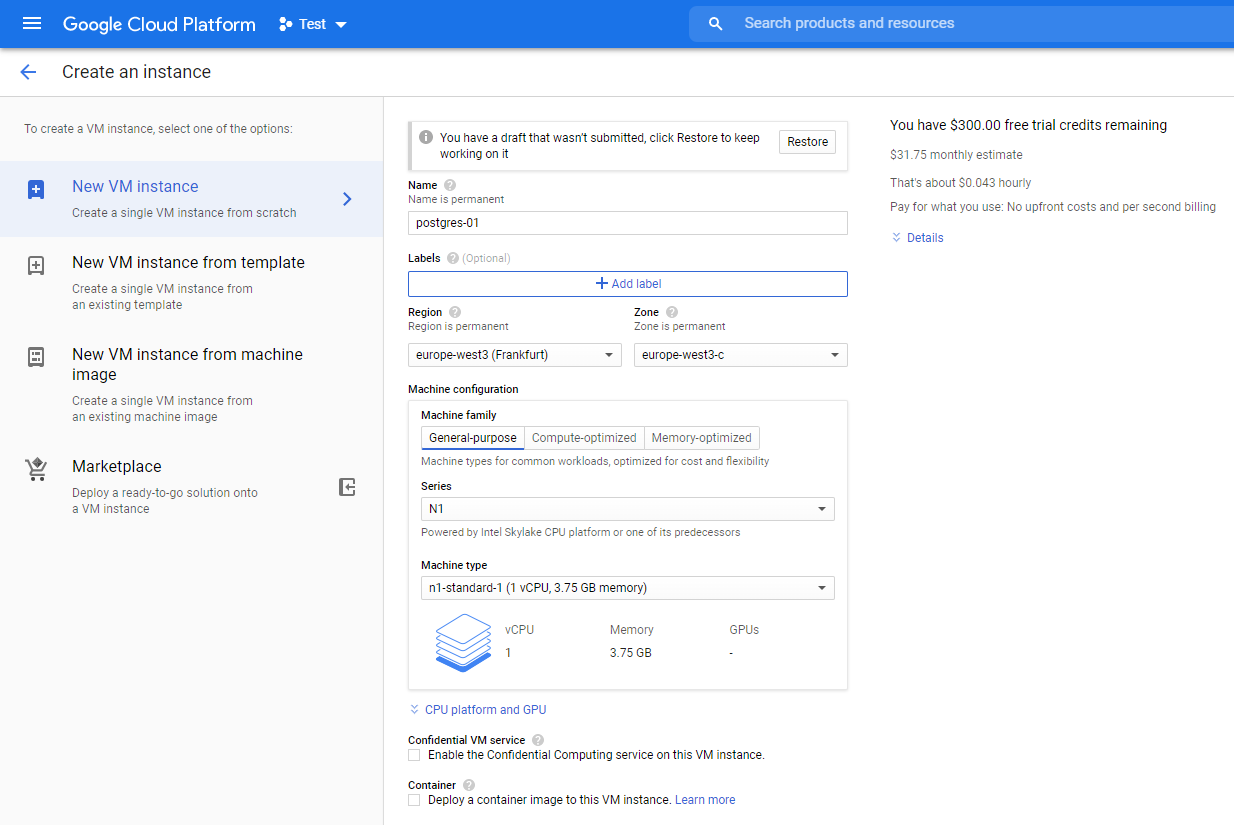 Google Cloud Platform
Test
Search products and resources
Create an instance
To create a VM instance, select one of the options:
New VM instance
Create a single VM instance from scratch
New VM instance from template
Create a single VM instance from
an existing template
New VM instance from machine
image
Create a single VM instance from
an existing machine image
Marketplace
Deploy a ready-to-go solution onto
a VM instance
You have a draft that wasn't submitted, click Restore to keep
working on it
Restore
Name
Name is permanent
postgres-01
Labels (Optional)
Add label
Region
Region is permanent
europe-west3 (Frankfurt)
Zone
Zone is permanent
europe-west3-c
Machine configuration
Machine family
General-purpose
Compute-optimized
Memory-optimized
Machine types for common workloads, optimized for cost and flexibility
Series
N1
Powered by Intel Skylake CPU platform or one of its predecessors
Machine type
n1-standard-1 (1 vCPU, 3.75 GB memory)
vCPU
1
Memory
3.75 GB
GPUs
-
CPU platform and GPU
Confidential VM service
Enable the Confidential Computing service on this VM instance.
Container
Deploy a container image to this VM instance. Learn more
You have $300.00 free trial credits remaining
$31.75 monthly estimate
That's about $0.043 hourly
Pay for what you use: No upfront costs and per second billing
Details